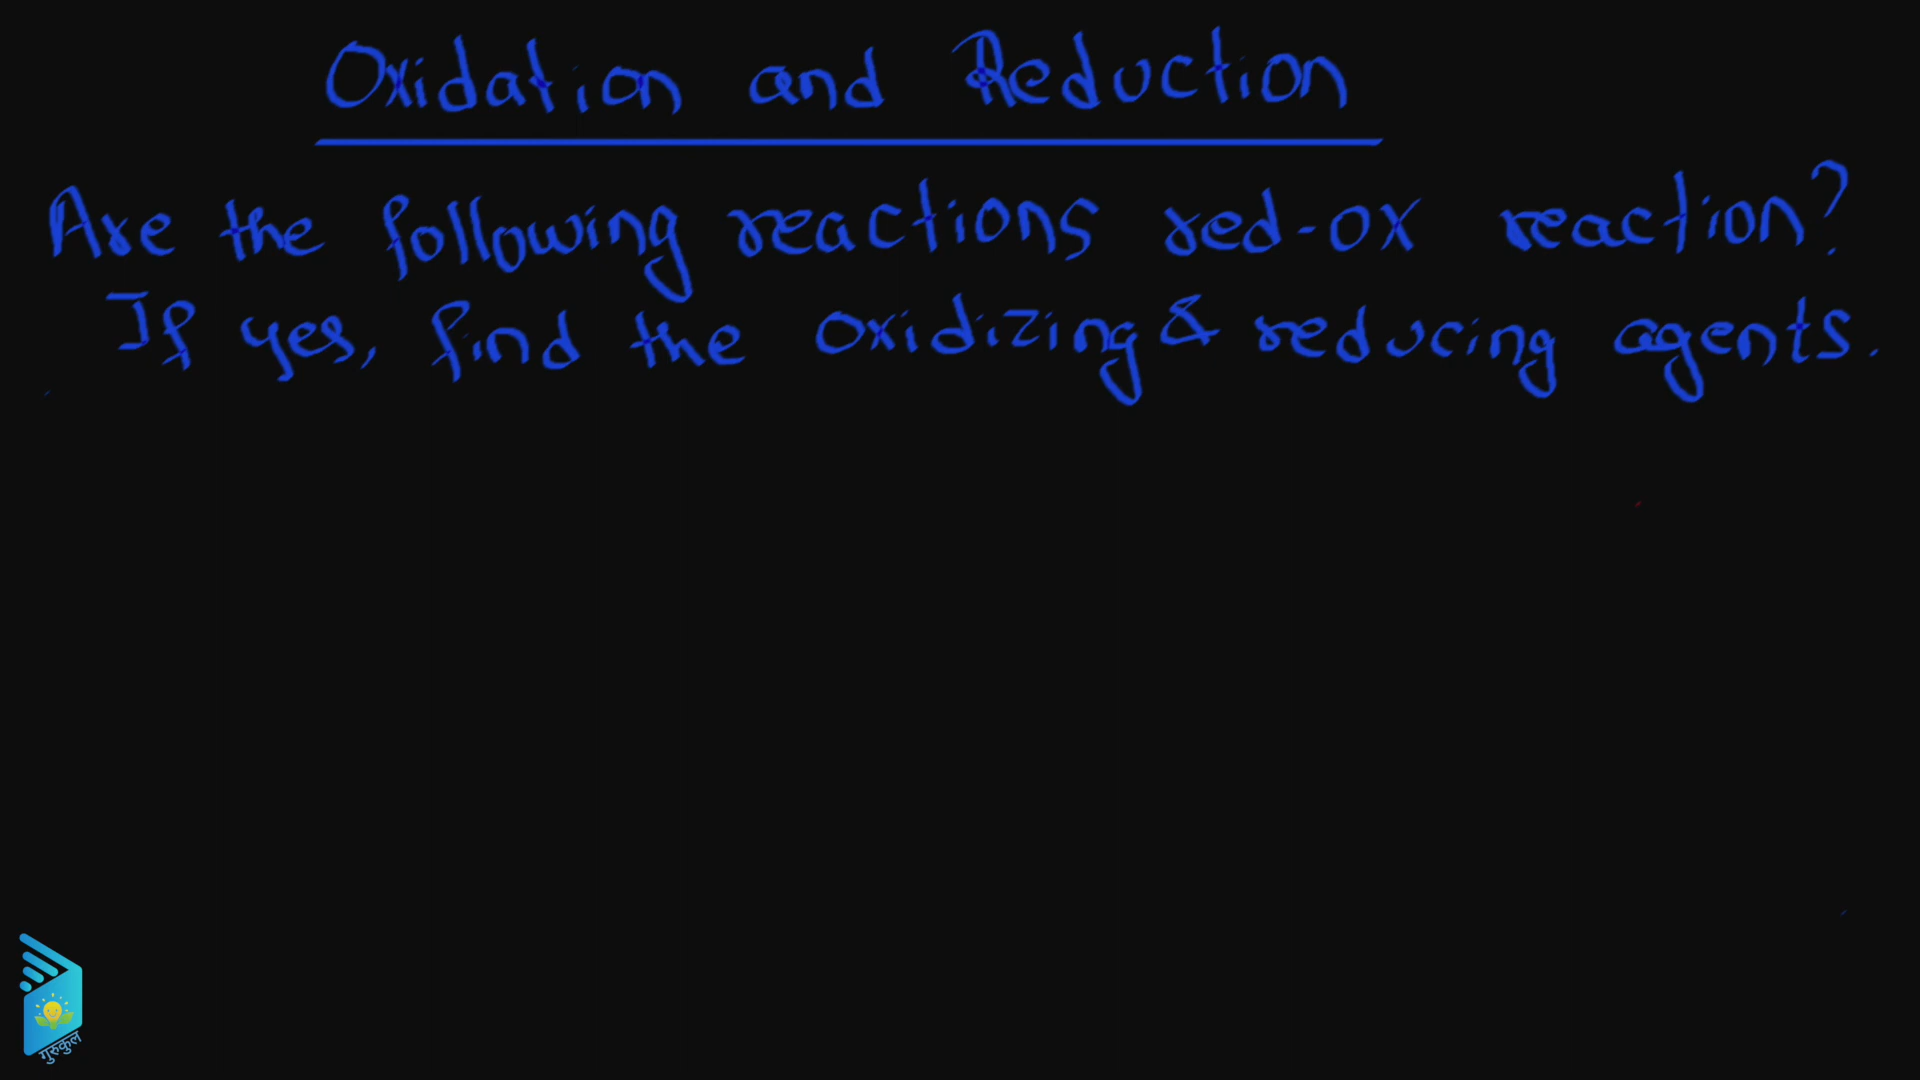 Oxidation and Reduction
Are the following reactions red-ox reaction?
If yes, find the oxidizing & reducing agents.
गुरुकुल